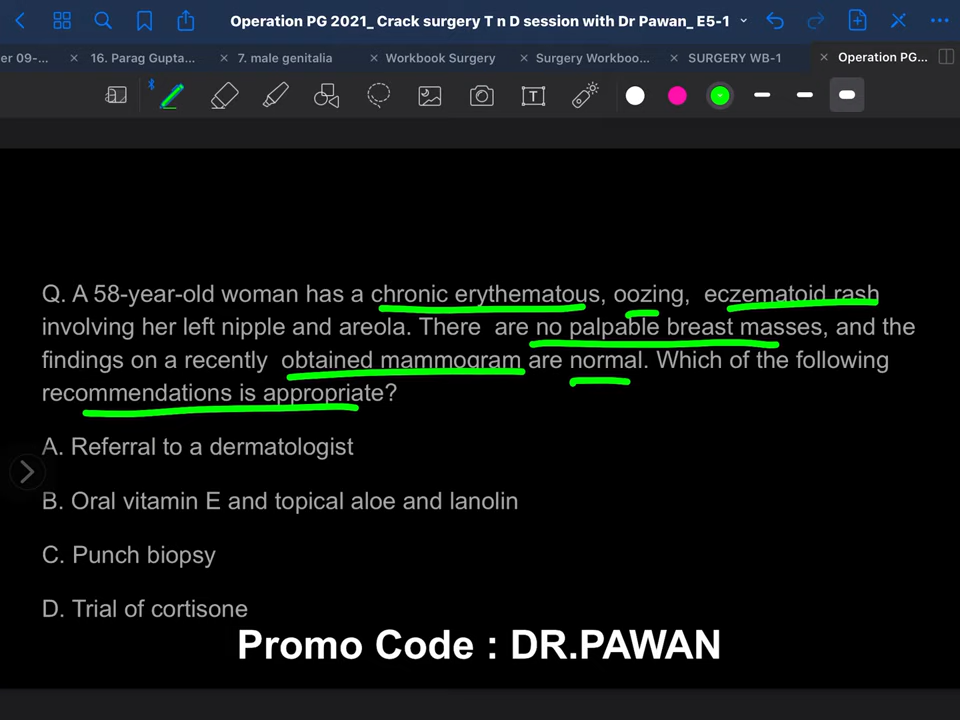 Operation PG 2021_ Crack surgery T n D session with Dr Pawan_ E5-1
er 09-... 16. Parag Gupta... 7. male genitalia Workbook Surgery Surgery Workboo... SURGERY WB-1 Operation PG...
T
Q. A 58-year-old woman has a chronic erythematous, oozing, eczematoid rash
involving her left nipple and areola. There are no palpable breast masses, and the
findings on a recently obtained mammogram are normal. Which of the following
recommendations is appropriate?
A. Referral to a dermatologist
B. Oral vitamin E and topical aloe and lanolin
C. Punch biopsy
D. Trial of cortisone
Promo Code : DR.PAWAN